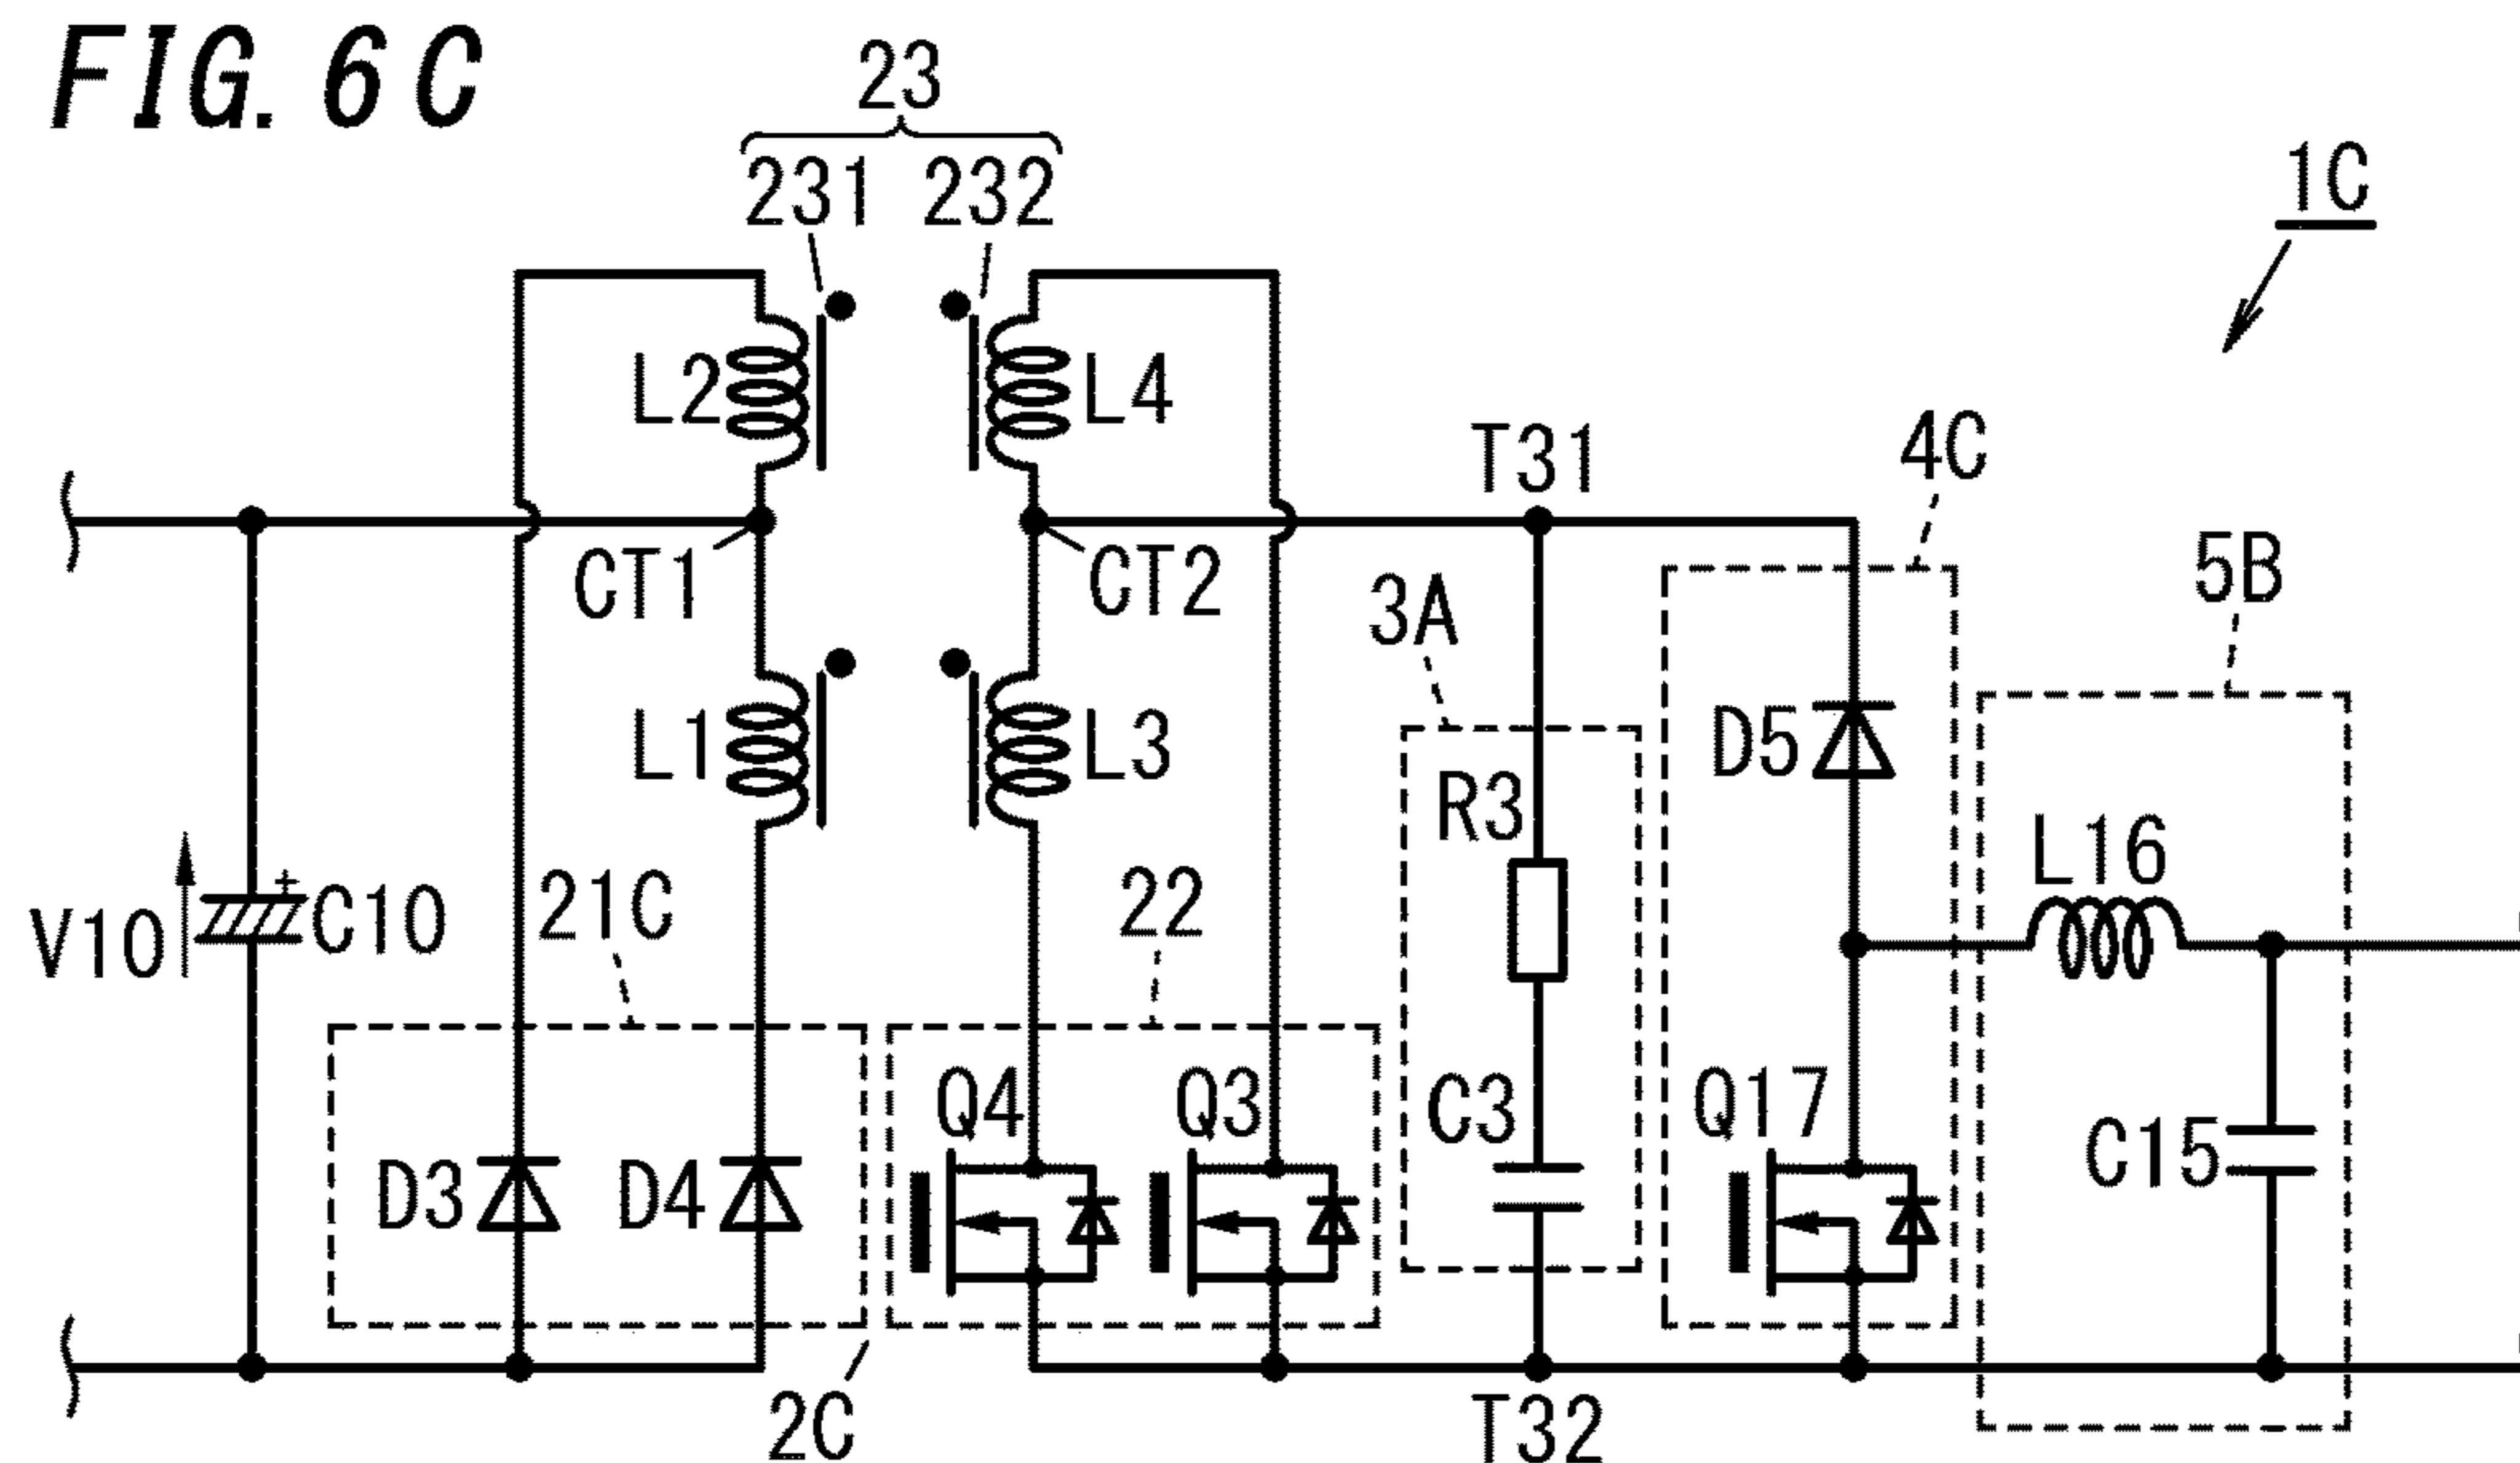 FIG. 6C
23
231 232
1C
L2 L4
T31
4C
CT1 CT2
3A
5B
L1 L3
D5
R3
L16
V10
C10
21C
22
Q4 Q3
C3
Q17
C15
D3 D4
2C
T32